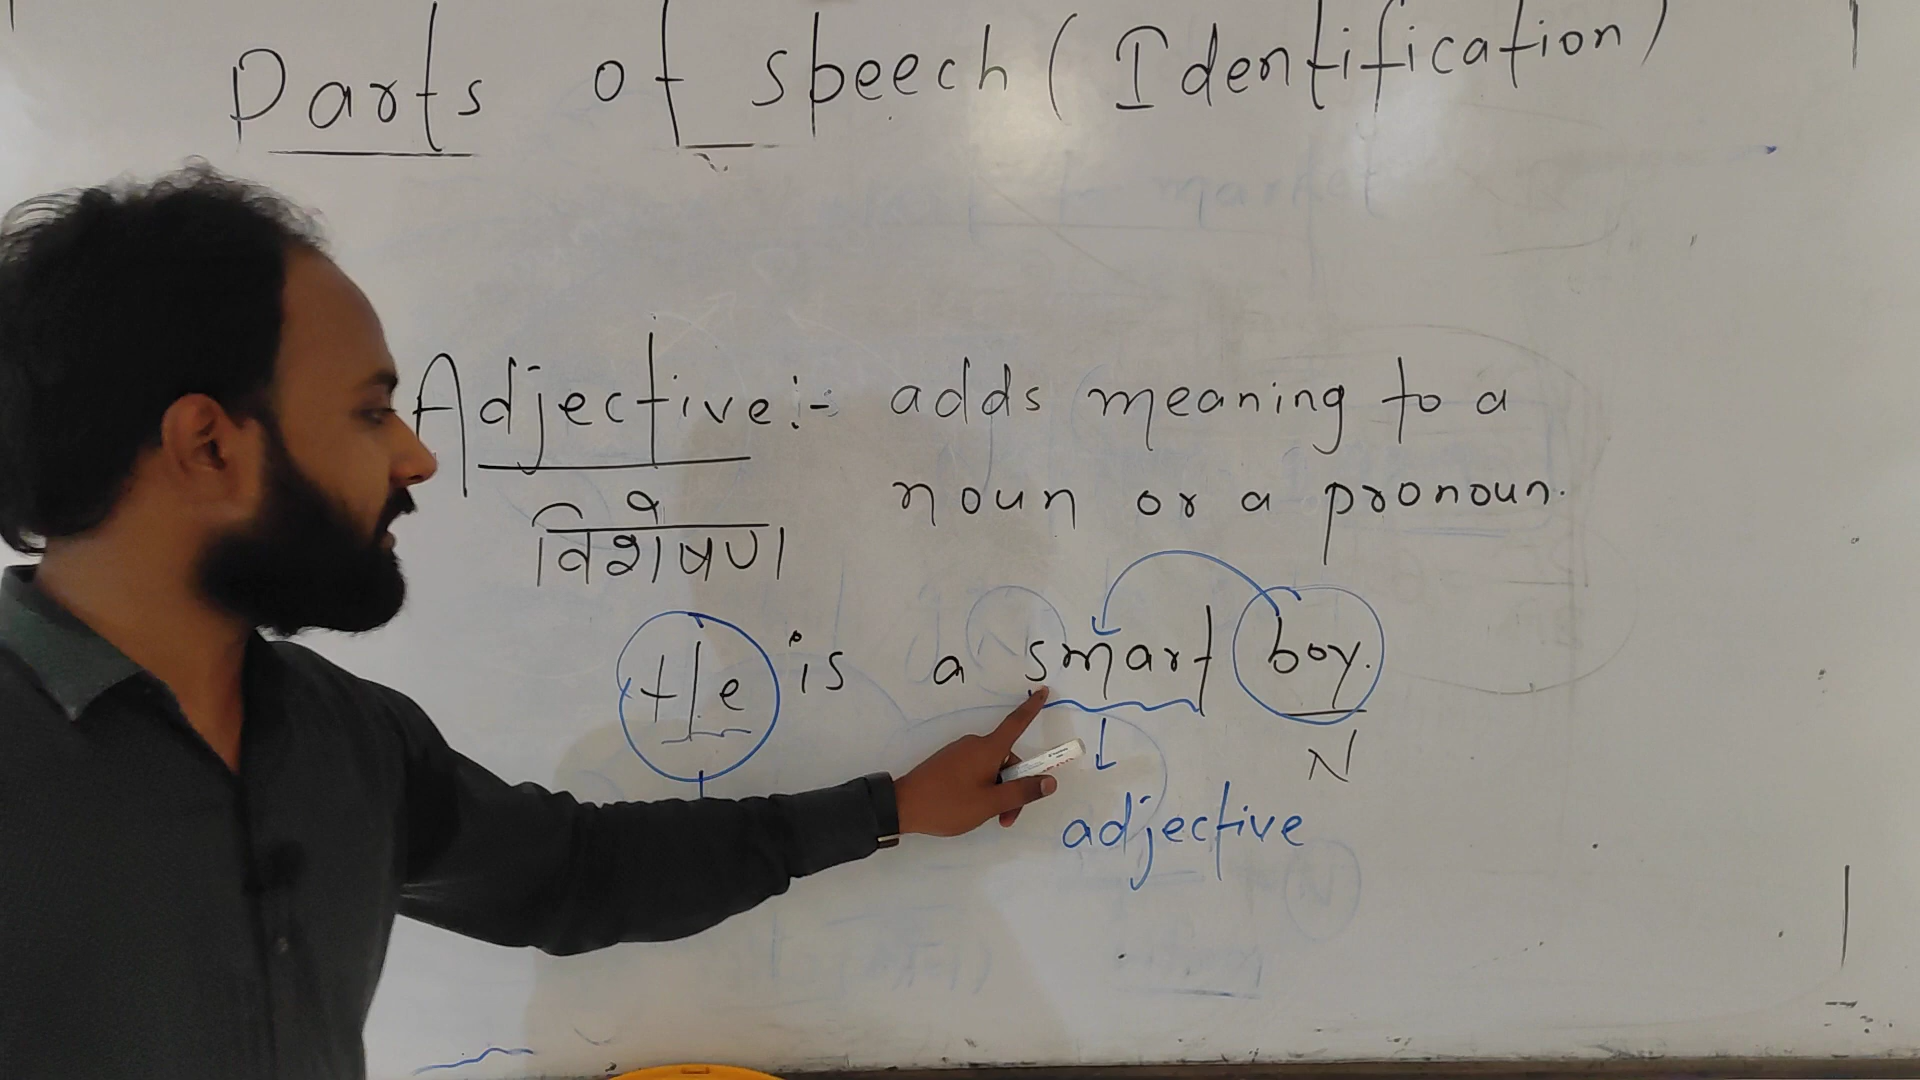 Parts of speech (Identification)
Adjective :- adds meaning to a
विशेषण noun or a pronoun.
He is a smart boy.
N
adjective